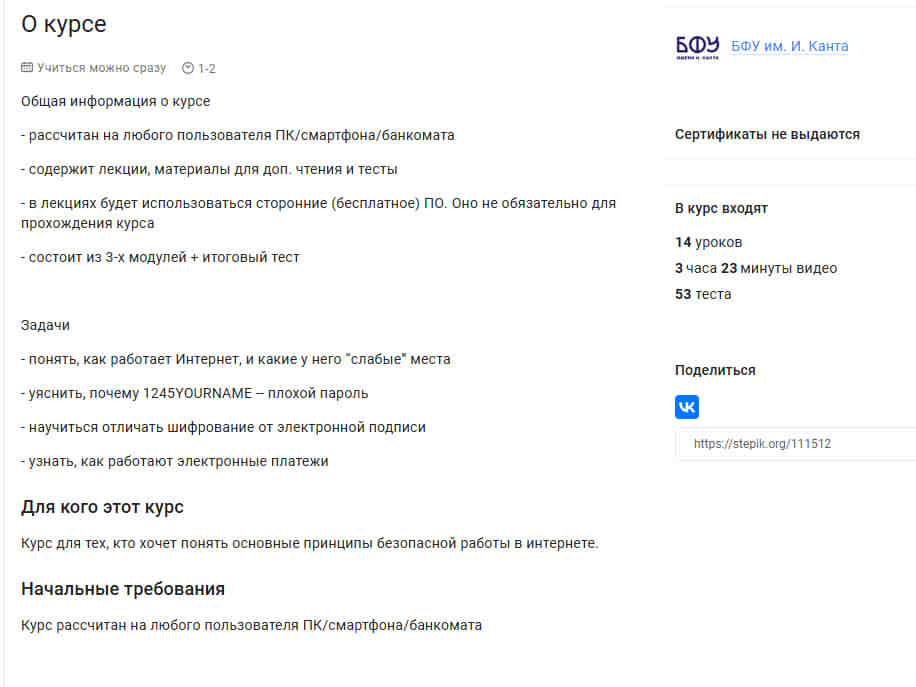 О курсе
Учиться можно сразу 1-2
Общая информация о курсе
- рассчитан на любого пользователя ПК/смартфона/банкомата
- содержит лекции, материалы для доп. чтения и тесты
- в лекциях будет использоваться сторонние (бесплатное) ПО. Оно не обязательно для
прохождения курса
- состоит из 3-х модулей + итоговый тест
Задачи
- понять, как работает Интернет, и какие у него "слабые" места
- уяснить, почему 1245YOURNAME -- плохой пароль
- научиться отличать шифрование от электронной подписи
- узнать, как работают электронные платежи
Для кого этот курс
Курс для тех, кто хочет понять основные принципы безопасной работы в интернете.
Начальные требования
Курс рассчитан на любого пользователя ПК/смартфона/банкомата
БФУ
ИМЕНИ И. КАНТА
БФУ им. И. Канта
Сертификаты не выдаются
В курс входят
14 уроков
3 часа 23 минуты видео
53 теста
Поделиться
https://stepik.org/111512